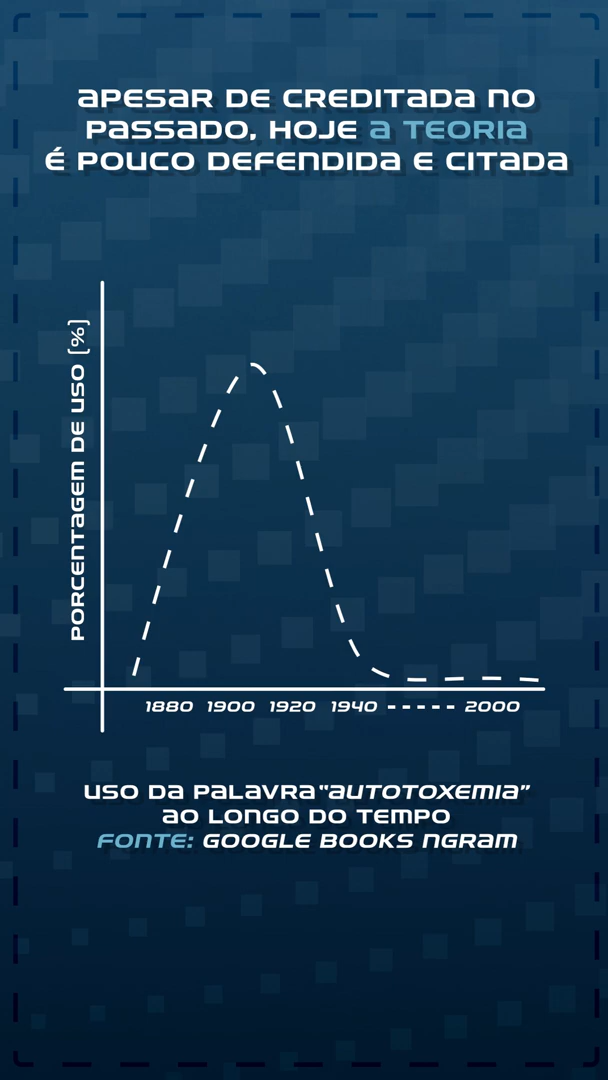 APESAR DE CREDITADA NO
PASSADO, HOJE A TEORIA
É POUCO DEFENDIDA E CITADA
PORCENTAGEM DE USO [%]
1880 1900 1920 1940 ------ 2000
USO DA PALAVRA "AUTOTOXEMIA"
AO LONGO DO TEMPO
FONTE: GOOGLE BOOKS NGRAM